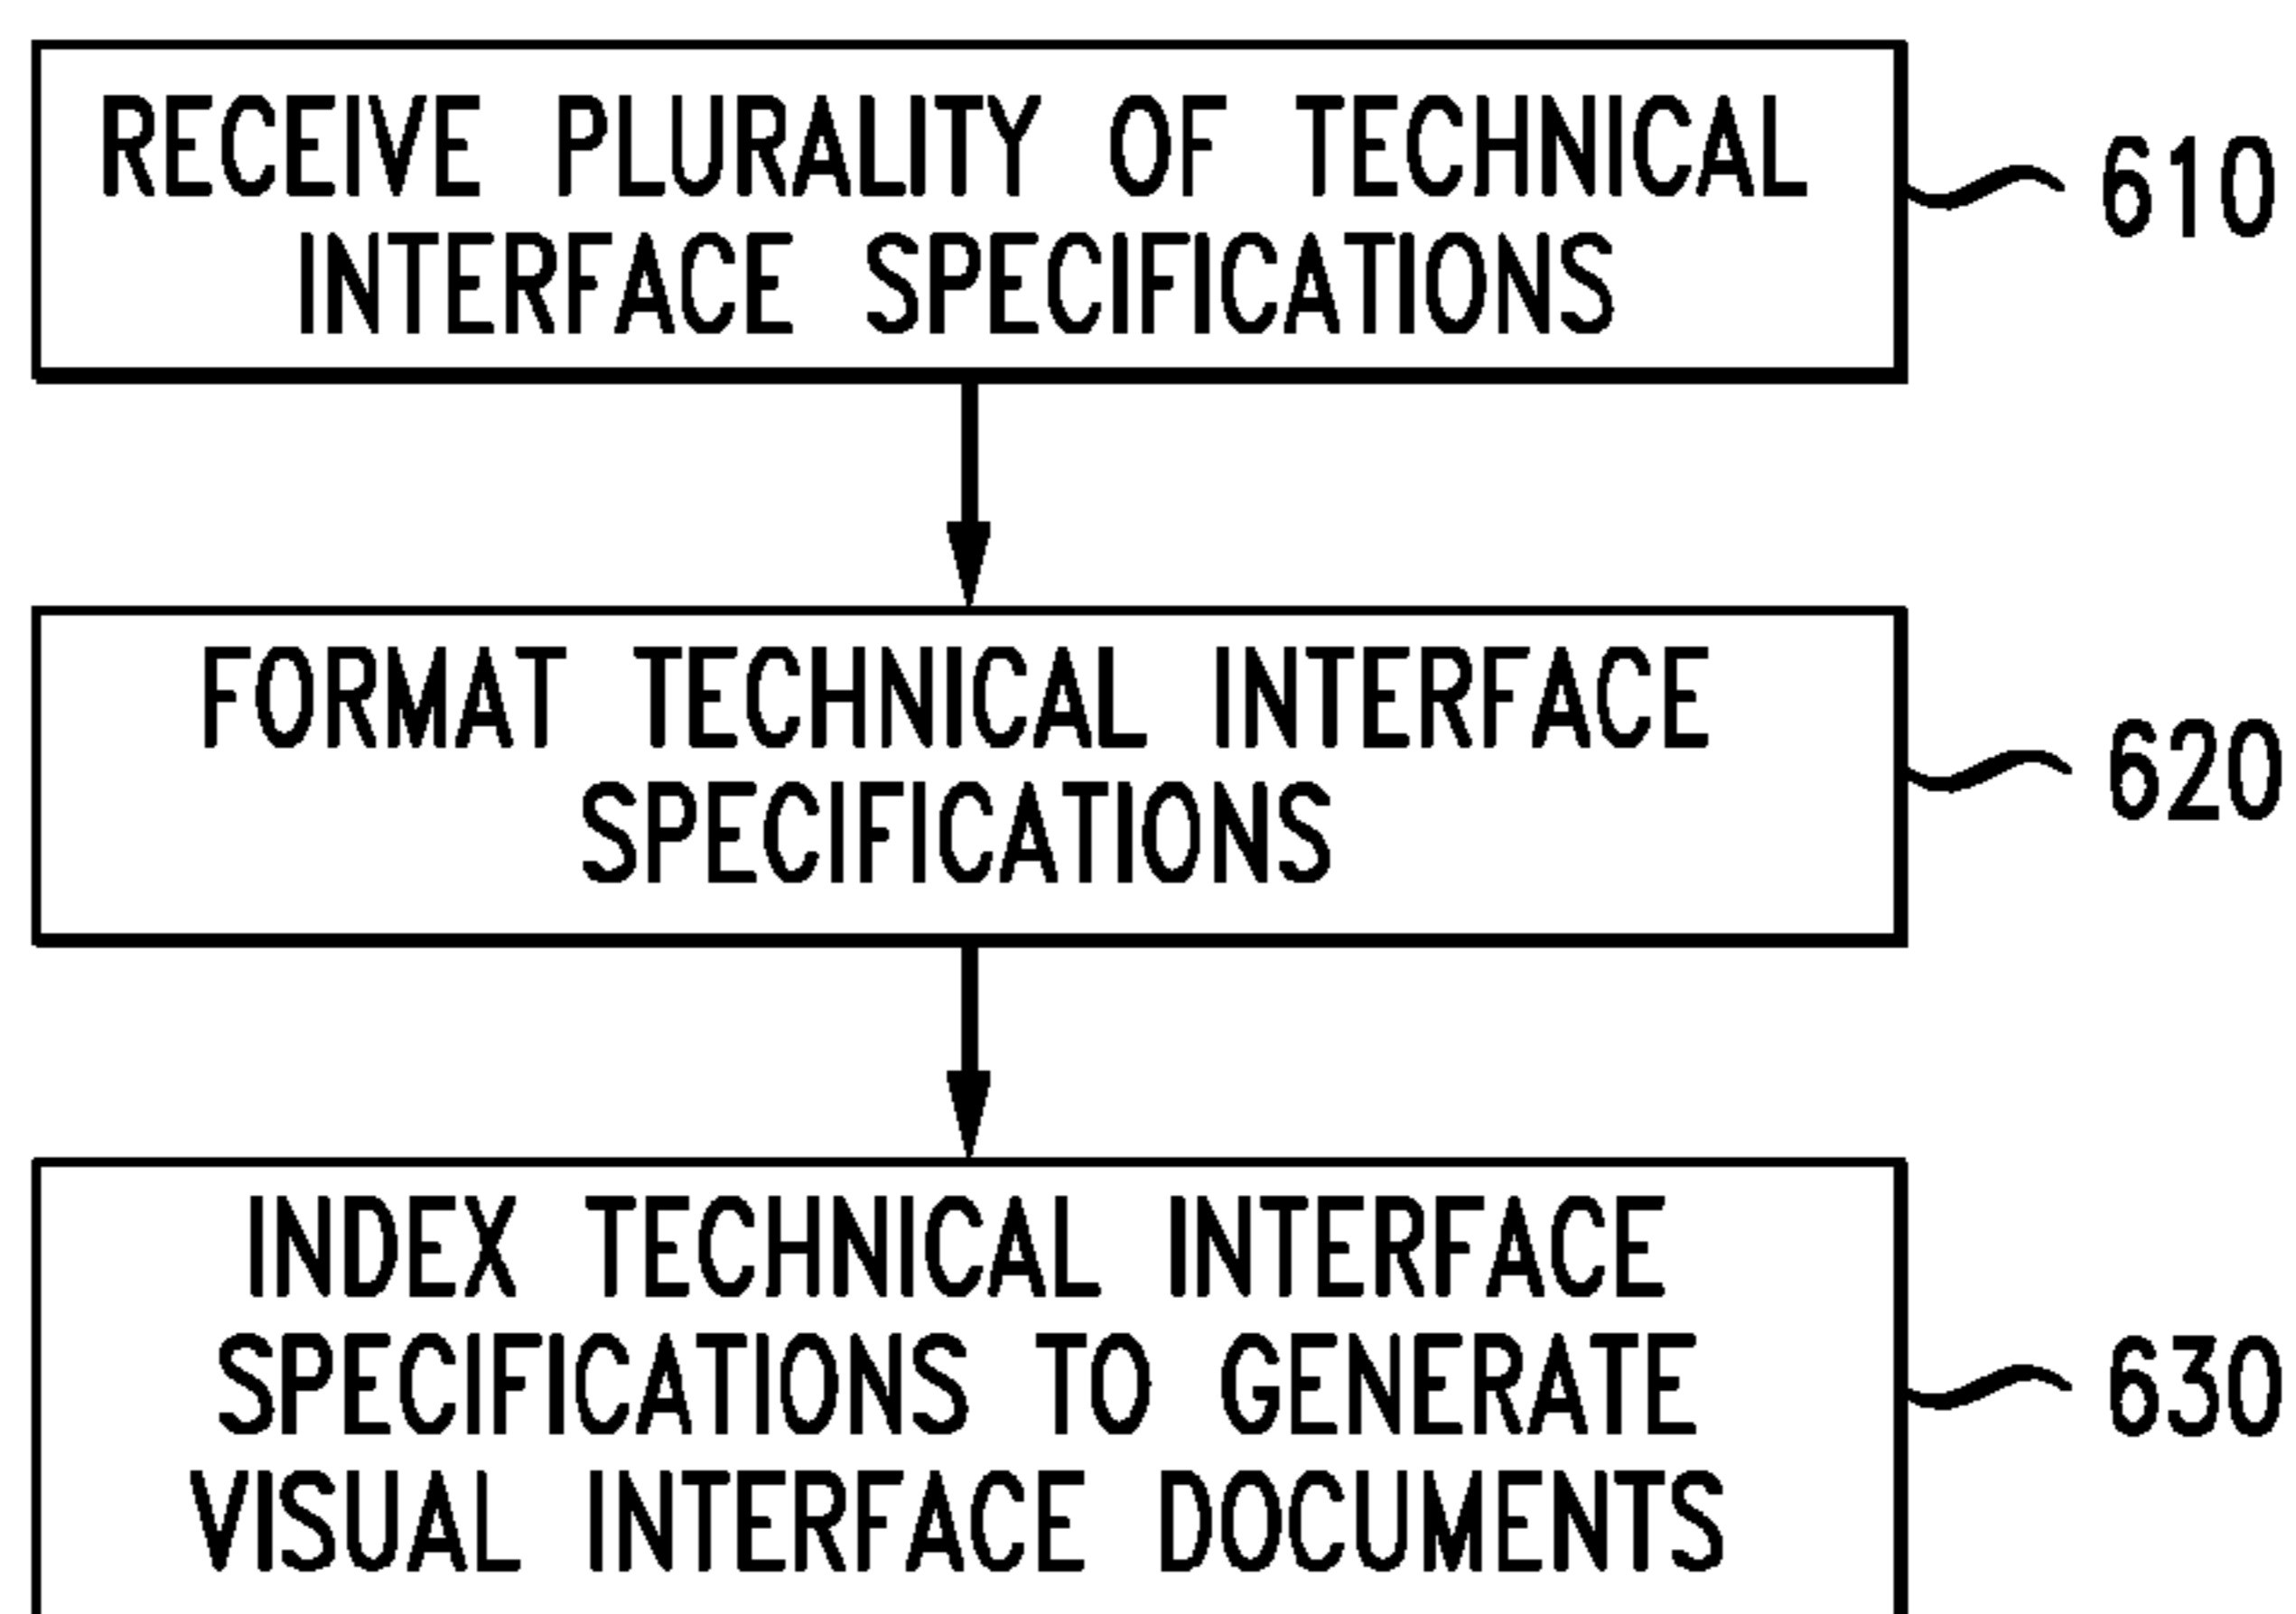 RECEIVE PLURALITY OF TECHNICAL
INTERFACE SPECIFICATIONS
610
FORMAT TECHNICAL INTERFACE
SPECIFICATIONS
620
INDEX TECHNICAL INTERFACE
SPECIFICATIONS TO GENERATE
VISUAL INTERFACE DOCUMENTS
630